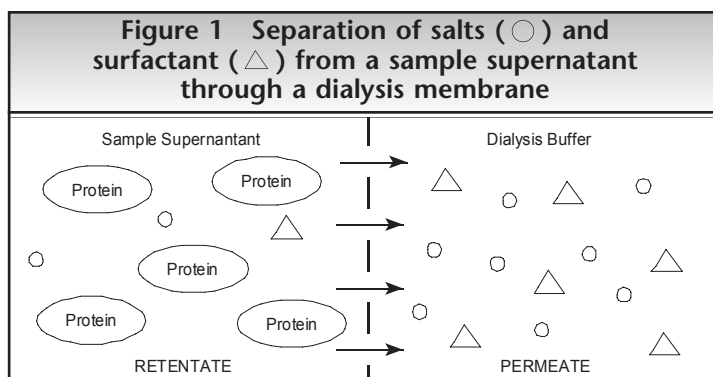 Figure 1 Separation of salts (○) and
surfactant (△) from a sample supernatant
through a dialysis membrane
Sample Supernantant
Dialysis Buffer
Protein
Protein
Protein
Protein
Protein
RETENTATE
PERMEATE